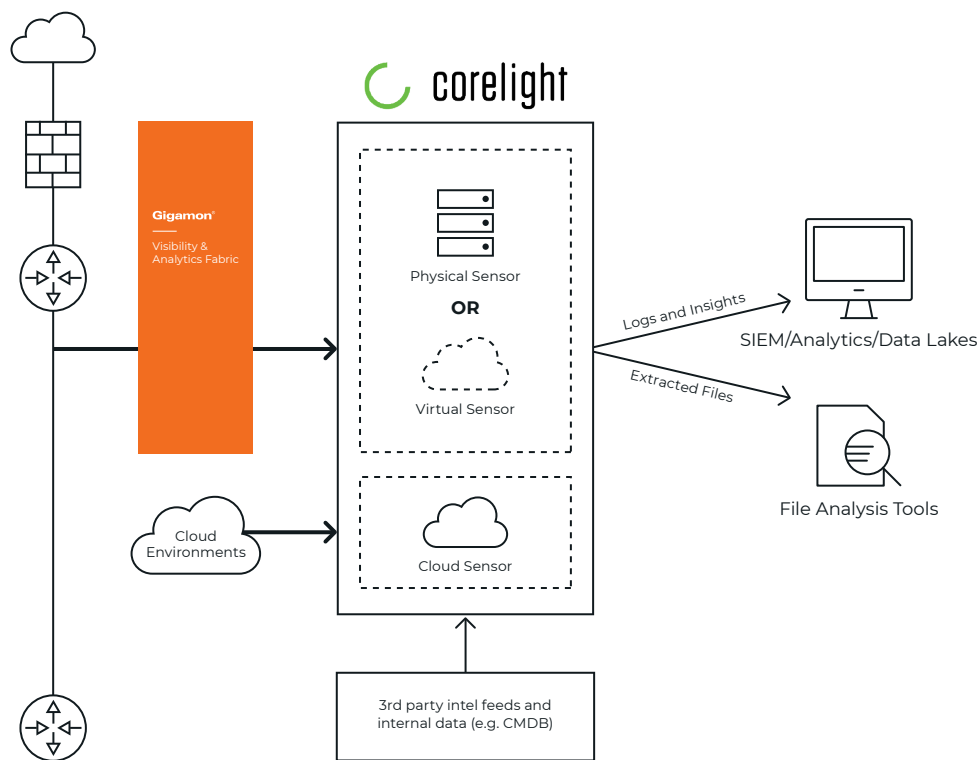 corelight
Gigamon®
Visibility &
Analytics Fabric
Physical Sensor
OR
Virtual Sensor
Logs and Insights
SIEM/Analytics/Data Lakes
Extracted Files
File Analysis Tools
Cloud
Environments
Cloud Sensor
3rd party intel feeds and
internal data (e.g. CMDB)